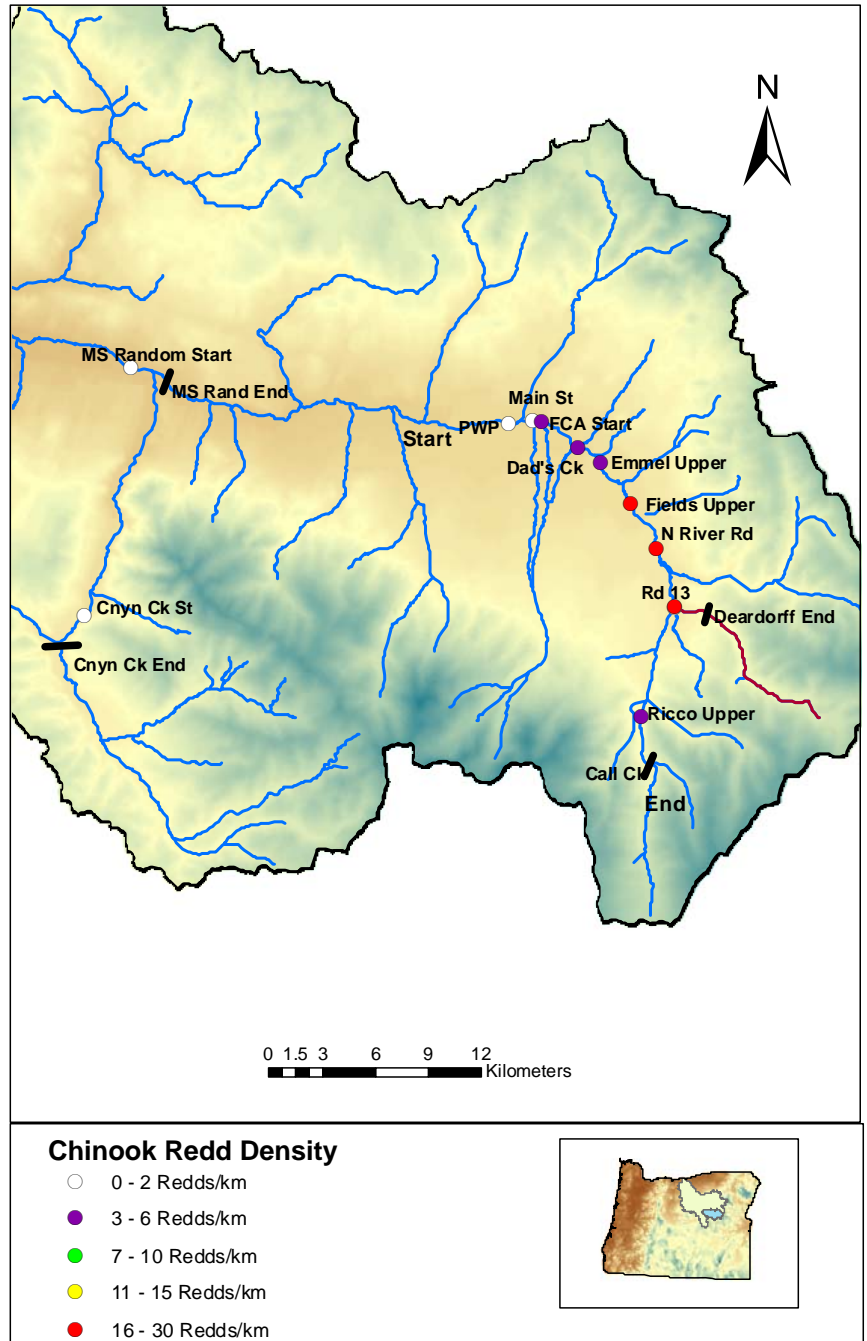 N
MS Random Start
MS Rand End
Main St
Start
PWP
FCA Start
Dad's Ck
Emmel Upper
Fields Upper
N River Rd
Rd 13
Deardorff End
Cnyn Ck St
Cnyn Ck End
Ricco Upper
Call Ck
End
0 1.5 3 6 9 12
Kilometers
Chinook Redd Density
0 - 2 Redds/km
3 - 6 Redds/km
7 - 10 Redds/km
11 - 15 Redds/km
16 - 30 Redds/km